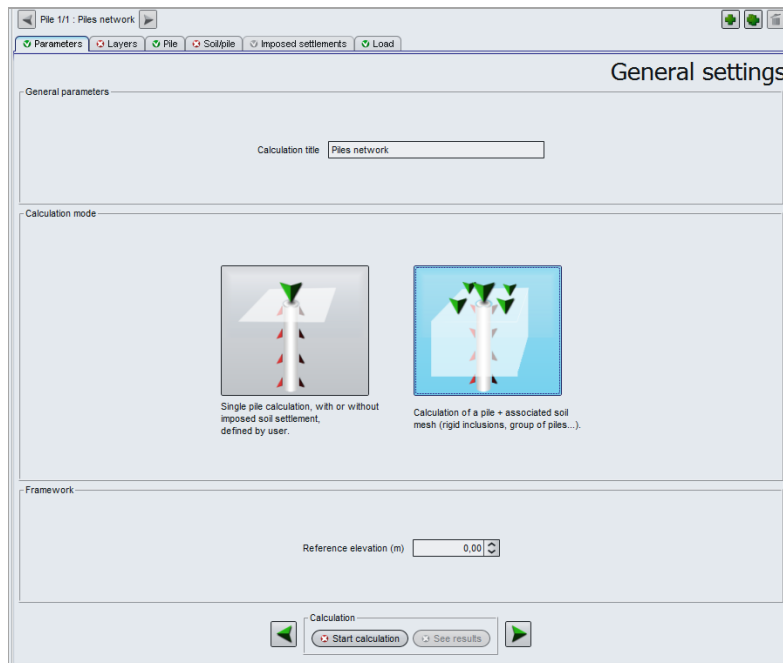 Pile 1/1 : Piles network
Parameters Layers Pile Soil/pile Imposed settlements Load
General settings
General parameters
Calculation title Piles network
Calculation mode
Single pile calculation, with or without
imposed soil settlement,
defined by user.
Calculation of a pile + associated soil
mesh (rigid inclusions, group of piles...).
Framework
Reference elevation (m) 0,00
Calculation
Start calculation See results